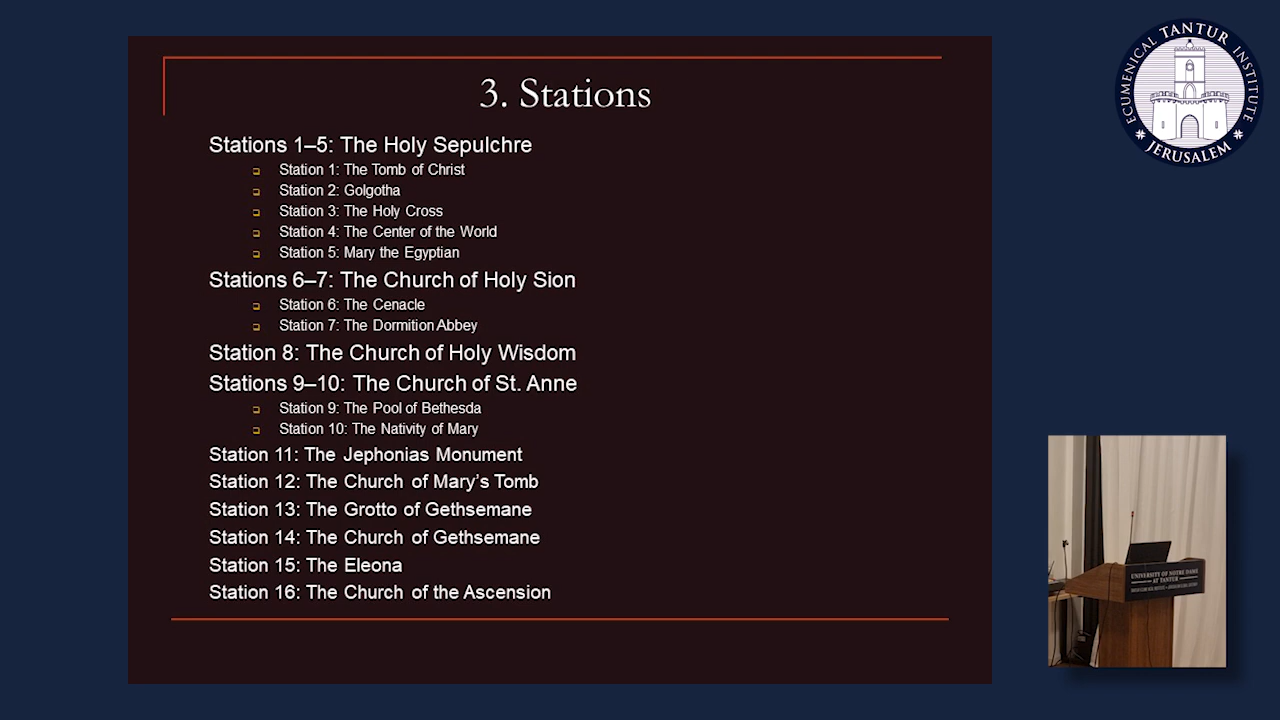 3. Stations
Stations 1–5: The Holy Sepulchre
Station 1: The Tomb of Christ
Station 2: Golgotha
Station 3: The Holy Cross
Station 4: The Center of the World
Station 5: Mary the Egyptian
Stations 6–7: The Church of Holy Sion
Station 6: The Cenacle
Station 7: The Dormition Abbey
Station 8: The Church of Holy Wisdom
Stations 9–10: The Church of St. Anne
Station 9: The Pool of Bethesda
Station 10: The Nativity of Mary
Station 11: The Jephonias Monument
Station 12: The Church of Mary’s Tomb
Station 13: The Grotto of Gethsemane
Station 14: The Church of Gethsemane
Station 15: The Eleona
Station 16: The Church of the Ascension
ECUMENICAL TANTUR INSTITUTE
JERUSALEM
UNIVERSITY OF NOTRE DAME
AT TANTUR